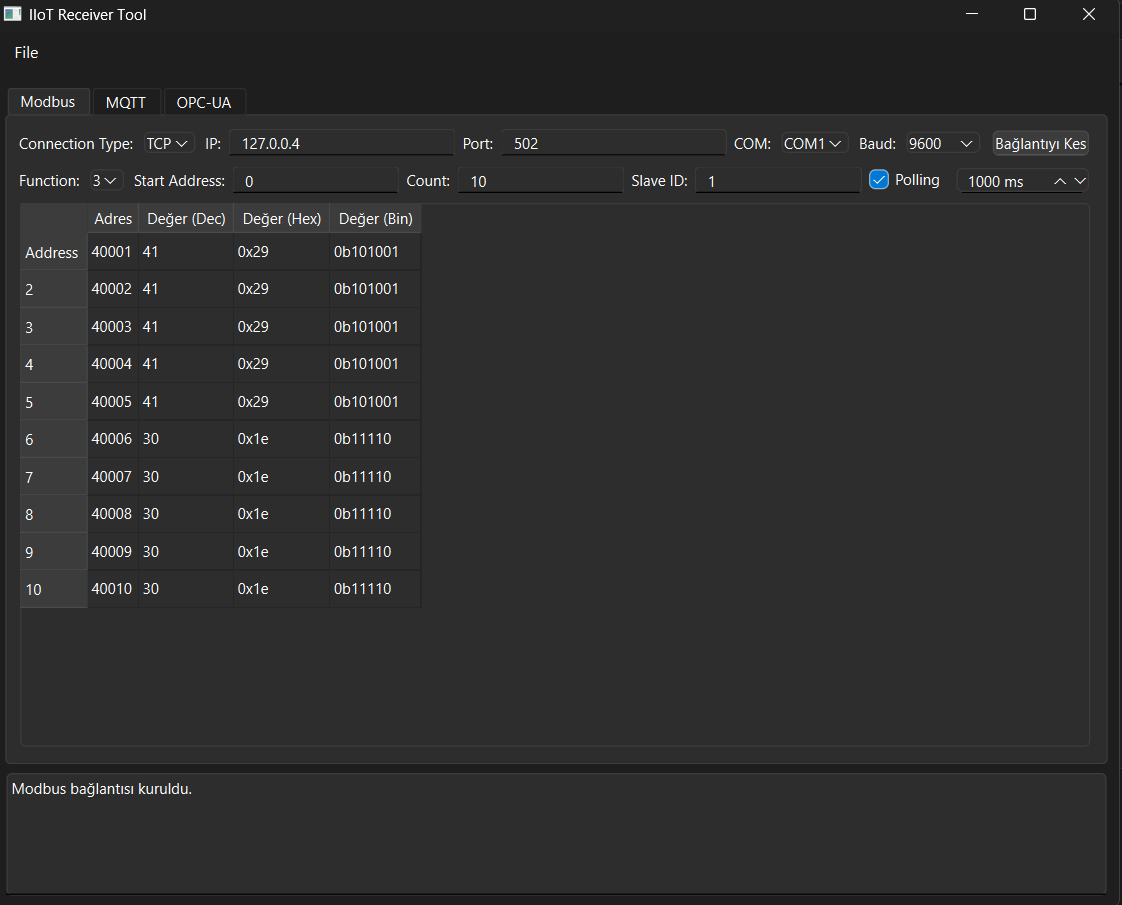 IIoT Receiver Tool
File
Modbus MQTT OPC-UA
Connection Type: TCP IP: 127.0.0.4 Port: 502 COM: COM1 Baud: 9600 Bağlantıyı Kes
Function: 3 Start Address: 0 Count: 10 Slave ID: 1 Polling 1000 ms
Adres Değer (Dec) Değer (Hex) Değer (Bin)
Address 40001 41 0x29 0b101001
2 40002 41 0x29 0b101001
3 40003 41 0x29 0b101001
4 40004 41 0x29 0b101001
5 40005 41 0x29 0b101001
6 40006 30 0x1e 0b11110
7 40007 30 0x1e 0b11110
8 40008 30 0x1e 0b11110
9 40009 30 0x1e 0b11110
10 40010 30 0x1e 0b11110
Modbus bağlantısı kuruldu.